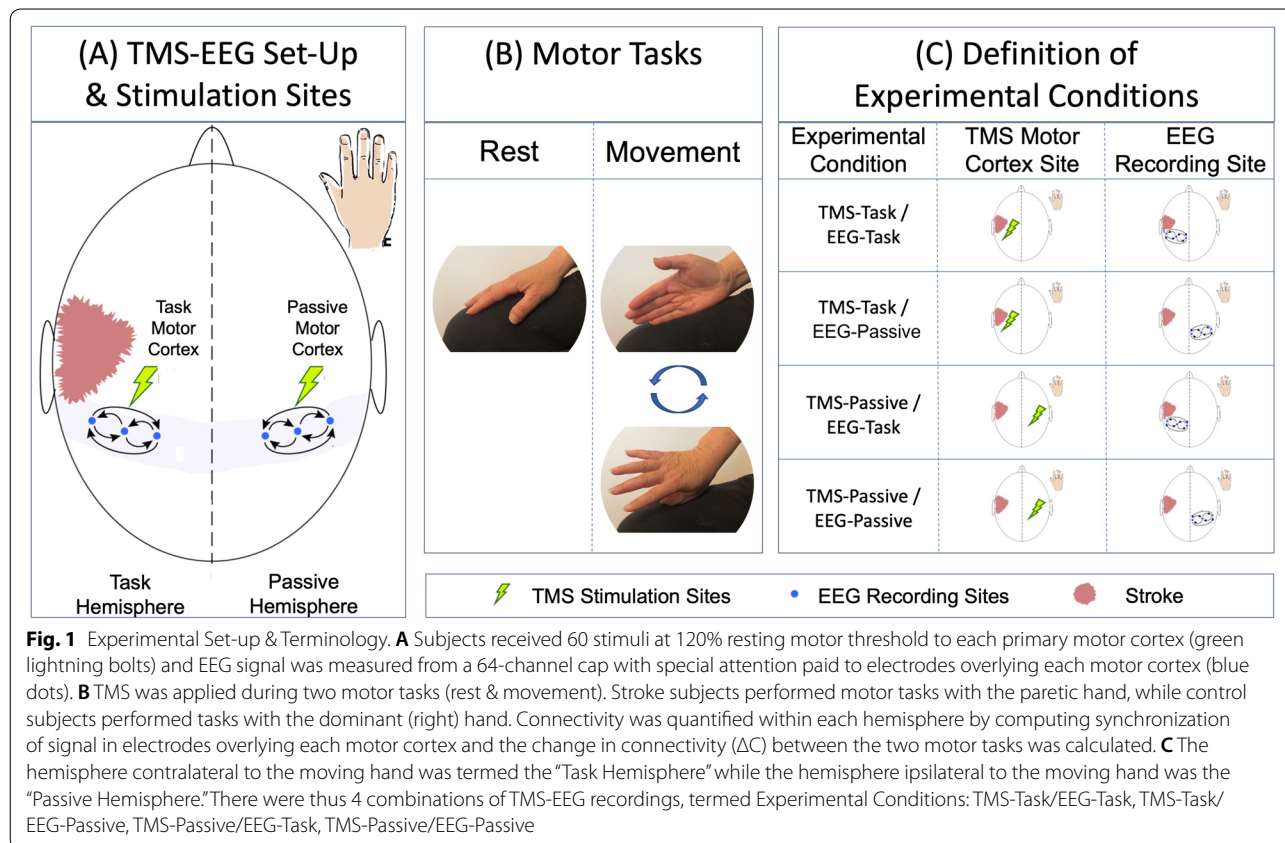 (A) TMS-EEG Set-Up
& Stimulation Sites
Task
Motor
Cortex
Passive
Motor
Cortex
Task
Hemisphere
Passive
Hemisphere
(B) Motor Tasks
Rest
Movement
(C) Definition of
Experimental Conditions
Experimental
Condition
TMS Motor
Cortex Site
EEG
Recording Site
TMS-Task /
EEG-Task
TMS-Task /
EEG-Passive
TMS-Passive /
EEG-Task
TMS-Passive /
EEG-Passive
TMS Stimulation Sites
EEG Recording Sites
Stroke
Fig. 1 Experimental Set-up & Terminology. A Subjects received 60 stimuli at 120% resting motor threshold to each primary motor cortex (green
lightning bolts) and EEG signal was measured from a 64-channel cap with special attention paid to electrodes overlying each motor cortex (blue
dots). B TMS was applied during two motor tasks (rest & movement). Stroke subjects performed motor tasks with the paretic hand, while control
subjects performed tasks with the dominant (right) hand. Connectivity was quantified within each hemisphere by computing synchronization
of signal in electrodes overlying each motor cortex and the change in connectivity (ΔC) between the two motor tasks was calculated. C The
hemisphere contralateral to the moving hand was termed the “Task Hemisphere” while the hemisphere ipsilateral to the moving hand was the
“Passive Hemisphere.” There were thus 4 combinations of TMS-EEG recordings, termed Experimental Conditions: TMS-Task/EEG-Task, TMS-Task/
EEG-Passive, TMS-Passive/EEG-Task, TMS-Passive/EEG-Passive